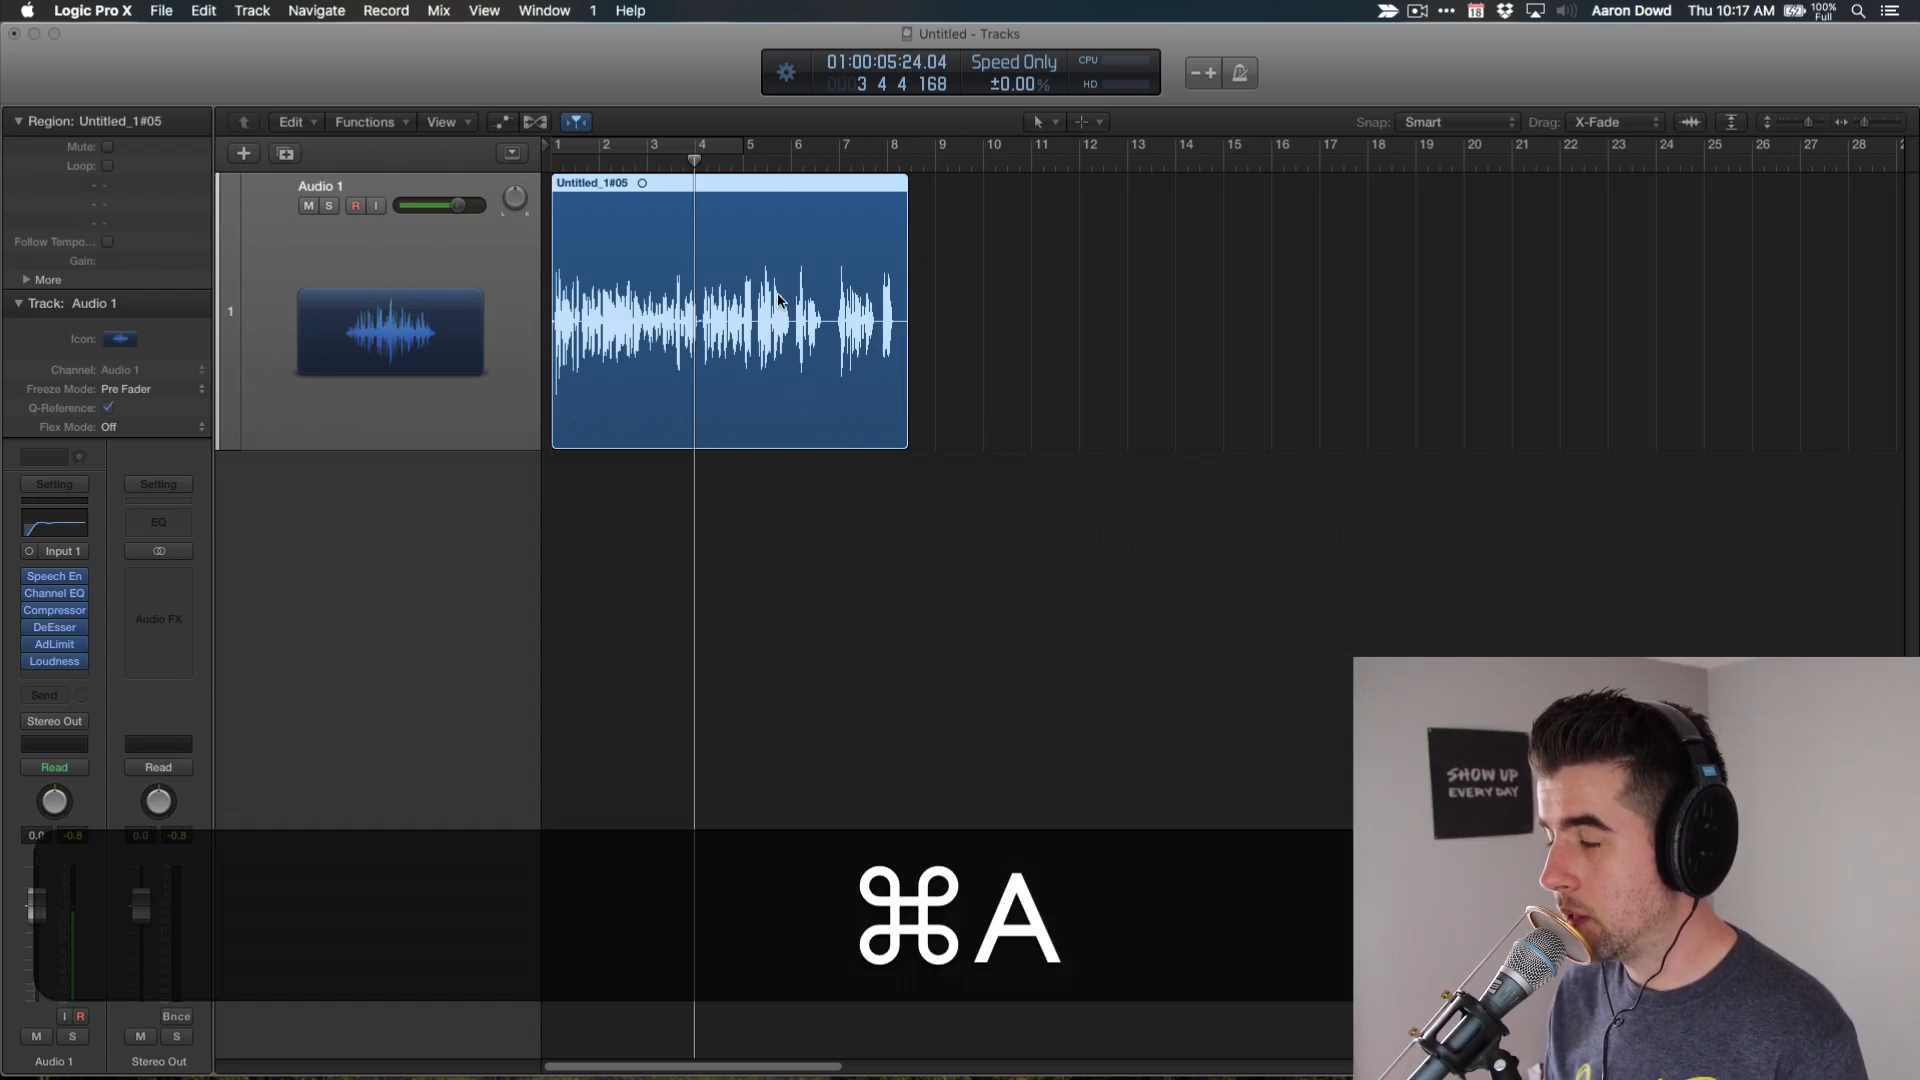 Logic Pro X File Edit Track Navigate Record Mix View Window 1 Help
Aaron Dowd Thu 10:17 AM 100% Full
Untitled - Tracks
01:00:05:24.04 Speed Only CPU
3 4 4 168 ±0.00% HD
Region: Untitled_1#05
Edit Functions View
Snap: Smart Drag: X-Fade
Mute:
Loop:
Follow Tempo...
Gain:
More
1 2 3 4 5 6 7 8 9 10 11 12 13 14 15 16 17 18 19 20 21 22 23 24 25 26 27 28
Audio 1
M S R I
L R
1
Untitled_1#05
Track: Audio 1
Icon:
Channel: Audio 1
Freeze Mode: Pre Fader
Q-Reference:
Flex Mode: Off
Setting Setting
EQ
Input 1
Speech En
Channel EQ
Compressor
DeEsser
AdLimit
Loudness
Audio FX
Send
Stereo Out
Read Read
0.0 -0.8 0.0 -0.8
I R Bnce
M S M S
Audio 1 Stereo Out
⌘A
SHOW UP
EVERY DAY